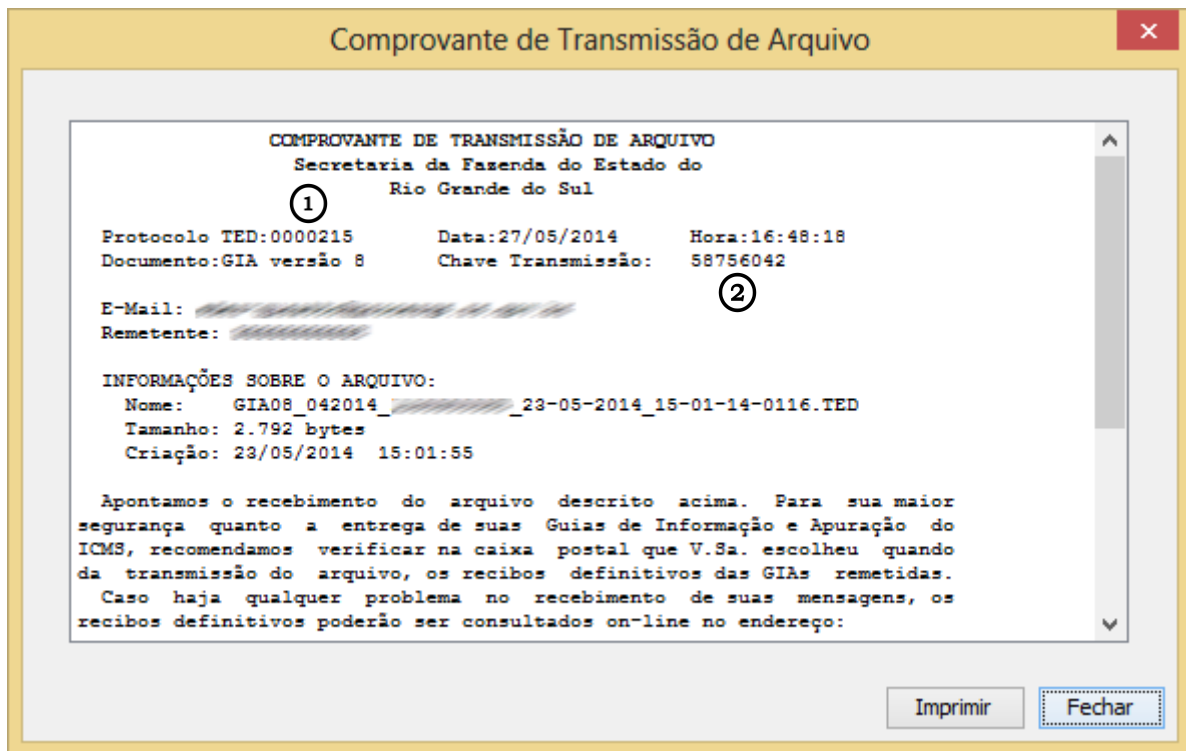 Comprovante de Transmissão de Arquivo
COMPROVANTE DE TRANSMISSÃO DE ARQUIVO
Secretaria da Fazenda do Estado do
Rio Grande do Sul
1
Protocolo TED:0000215 Data:27/05/2014 Hora:16:48:18
Documento:GIA versão 8 Chave Transmissão: 58756042
2
E-Mail:
Remetente:
INFORMAÇÕES SOBRE O ARQUIVO:
Nome: GIA08_042014_ _23-05-2014_15-01-14-0116.TED
Tamanho: 2.792 bytes
Criação: 23/05/2014 15:01:55
Apontamos o recebimento do arquivo descrito acima. Para sua maior
segurança quanto a entrega de suas Guias de Informação e Apuração do
ICMS, recomendamos verificar na caixa postal que V.Sa. escolheu quando
da transmissão do arquivo, os recibos definitivos das GIAs remetidas.
Caso haja qualquer problema no recebimento de suas mensagens, os
recibos definitivos poderão ser consultados on-line no endereço:
Imprimir Fechar